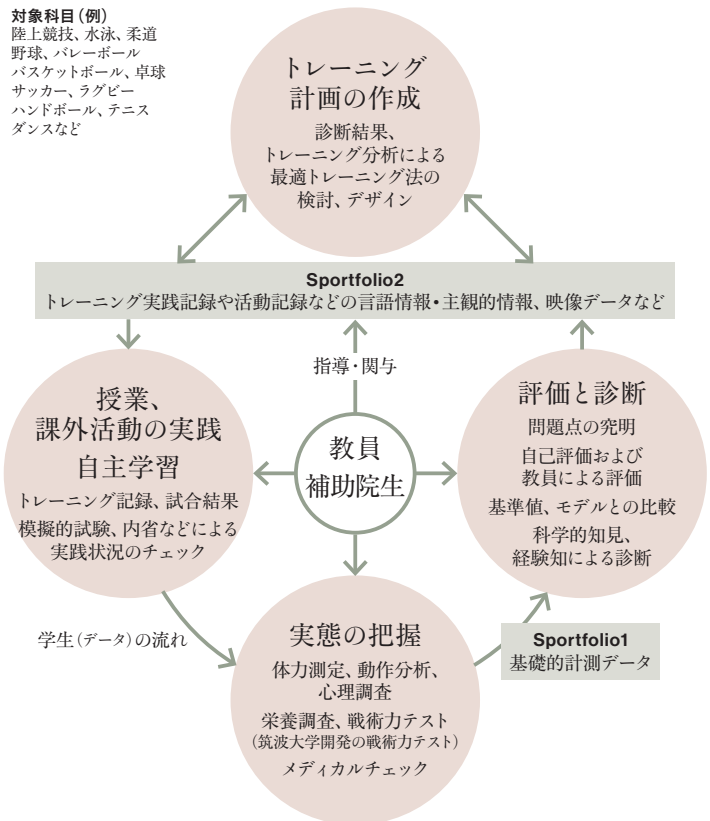 対象科目（例）
陸上競技、水泳、柔道
野球、バレーボール
バスケットボール、卓球
サッカー、ラグビー
ハンドボール、テニス
ダンスなど
トレーニング
計画の作成
診断結果、
トレーニング分析による
最適トレーニング法の
検討、デザイン
Sportfolio2
トレーニング実践記録や活動記録などの言語情報・主観的情報、映像データなど
指導・関与
授業、
課外活動の実践
自主学習
トレーニング記録、試合結果
模擬的試験、内省などによる
実践状況のチェック
教員
補助院生
評価と診断
問題点の究明
自己評価および
教員による評価
基準値、モデルとの比較
科学的知見、
経験知による診断
学生（データ）の流れ
実態の把握
体力測定、動作分析、
心理調査
栄養調査、戦術力テスト
（筑波大学開発の戦術力テスト）
メディカルチェック
Sportfolio1
基礎的計測データ